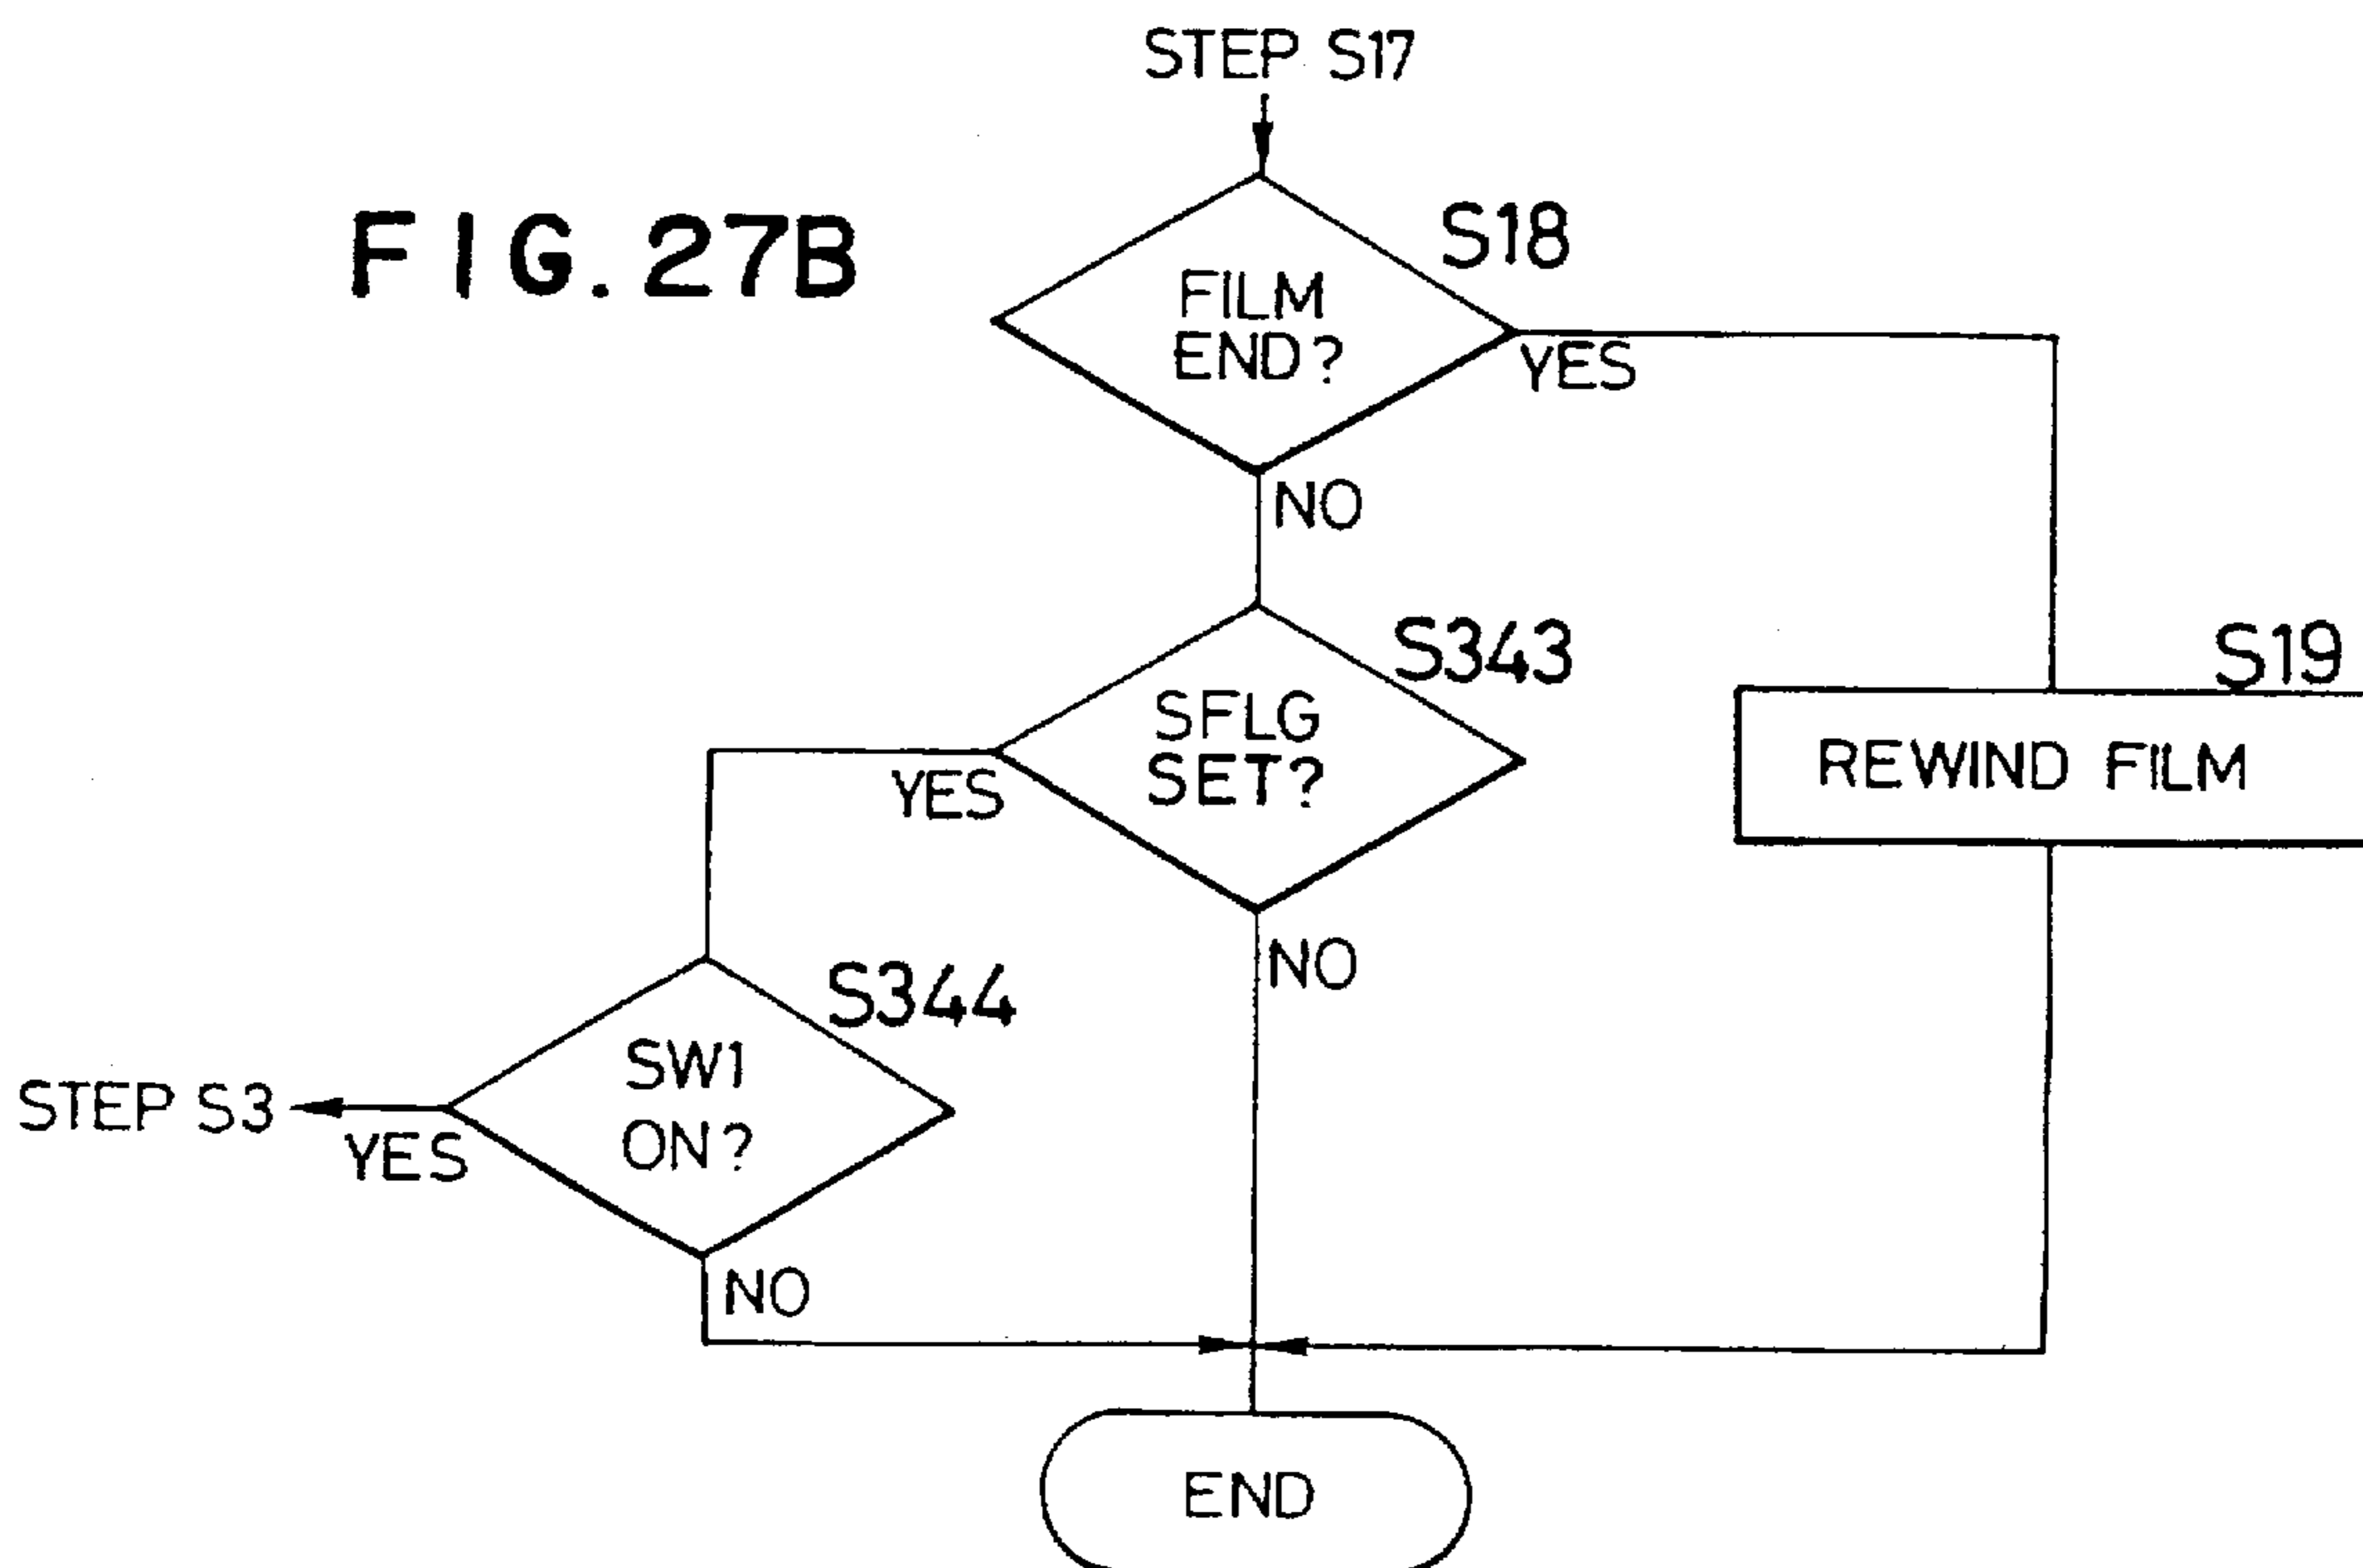 STEP S17
FIG. 27B
S18
FILM
END?
YES
NO
S343
SFLG
SET?
YES
NO
S19
REWIND FILM
S344
SW1
ON?
STEP S3
YES
NO
END